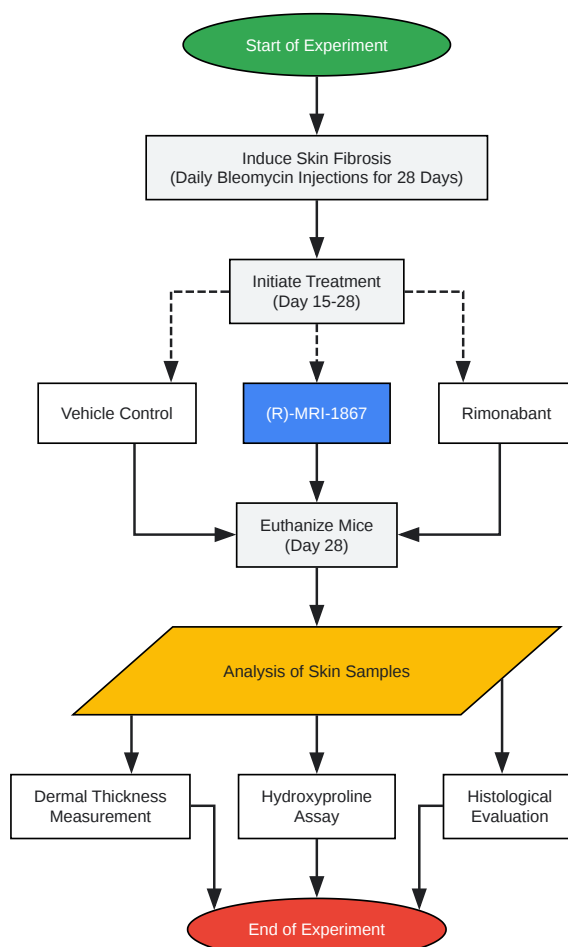 Start of Experiment
Induce Skin Fibrosis
(Daily Bleomycin Injections for 28 Days)
Initiate Treatment
(Day 15-28)
Vehicle Control
(R)-MRI-1867
Rimonabant
Euthanize Mice
(Day 28)
Analysis of Skin Samples
Dermal Thickness
Measurement
Hydroxyproline
Assay
Histological
Evaluation
End of Experiment